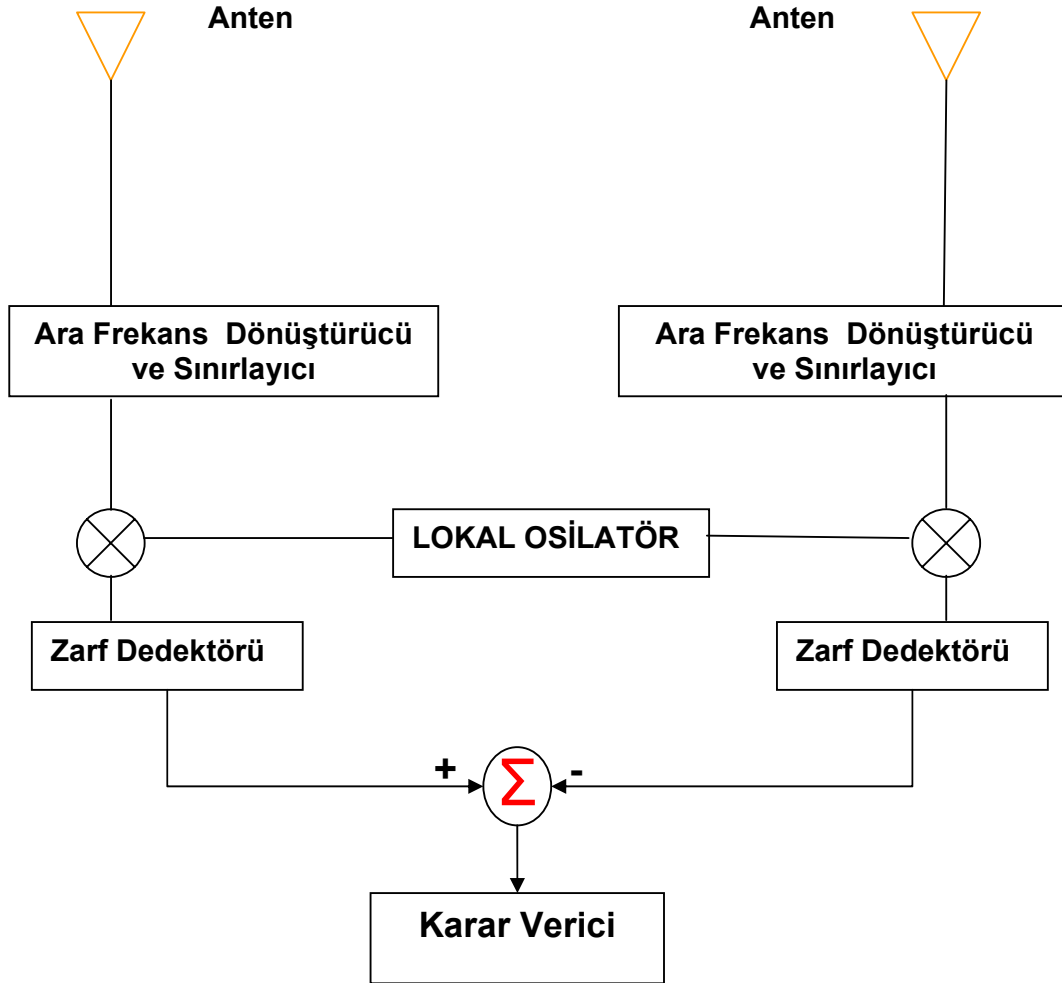 Anten
Anten
Ara Frekans Dönüştürücü
ve Sınırlayıcı
Ara Frekans Dönüştürücü
ve Sınırlayıcı
LOKAL OSİLATÖR
Zarf Dedektörü
Zarf Dedektörü
+
Σ
-
Karar Verici